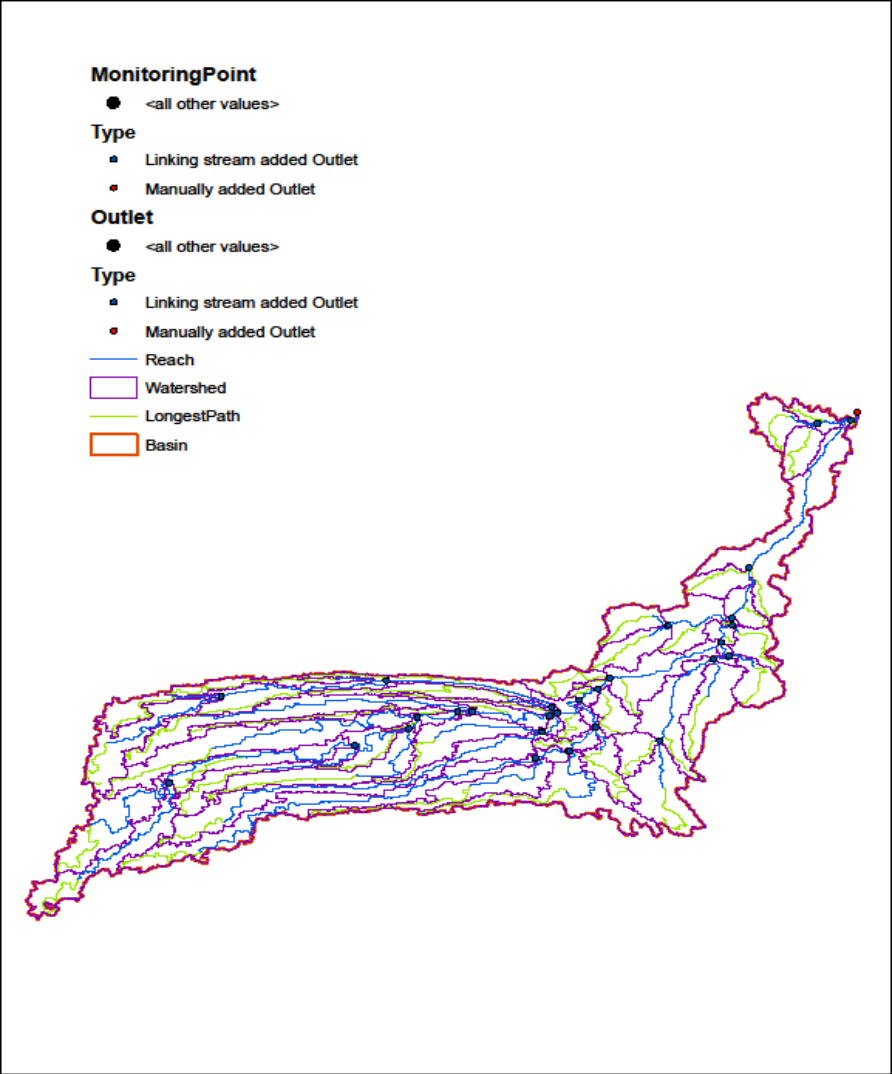 MonitoringPoint
<all other values>
Type
Linking stream added Outlet
Manually added Outlet
Outlet
<all other values>
Type
Linking stream added Outlet
Manually added Outlet
Reach
Watershed
LongestPath
Basin